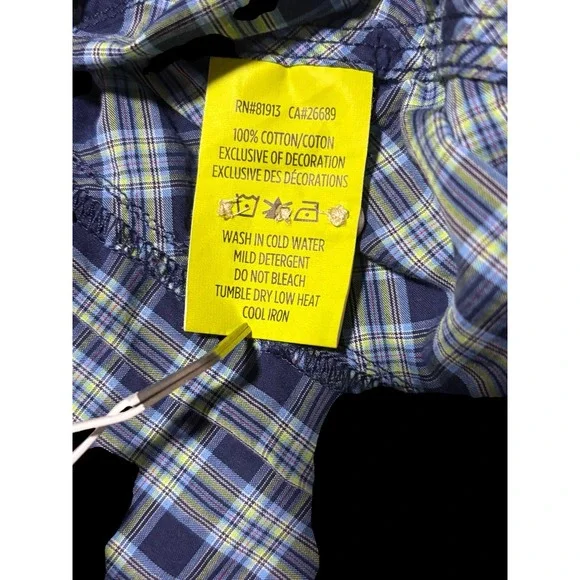 RN#81913 CA#26689
100% COTTON/COTON
EXCLUSIVE OF DECORATION
EXCLUSIVE DES DÉCORATIONS
WASH IN COLD WATER
MILD DETERGENT
DO NOT BLEACH
TUMBLE DRY LOW HEAT
COOL IRON